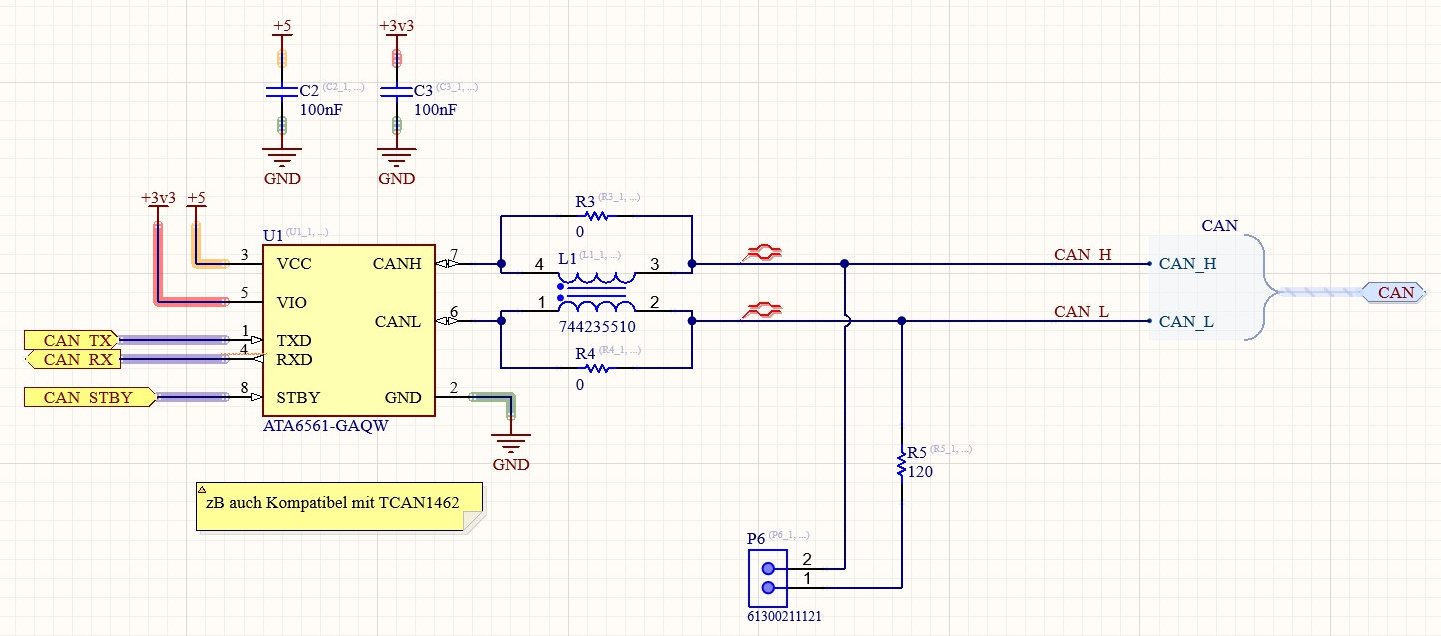 +5
+3v3
C2 (C2_1, ...)
100nF
C3 (C3_1, ...)
100nF
GND
GND
+3v3
+5
U1 (U1_1, ...)
3
VCC
CANH
7
5
VIO
CANL
6
CAN_TX
1
TXD
CAN_RX
4
RXD
CAN_STBY
8
STBY
GND
2
ATA6561-GAQW
GND
R3 (R3_1, ...)
0
L1 (L1_1, ...)
4
3
1
2
744235510
R4 (R4_1, ...)
0
CAN
CAN_H
CAN_H
CAN_L
CAN_L
CAN
R5 (R5_1, ...)
120
zB auch Kompatibel mit TCAN1462
P6 (P6_1, ...)
2
1
61300211121